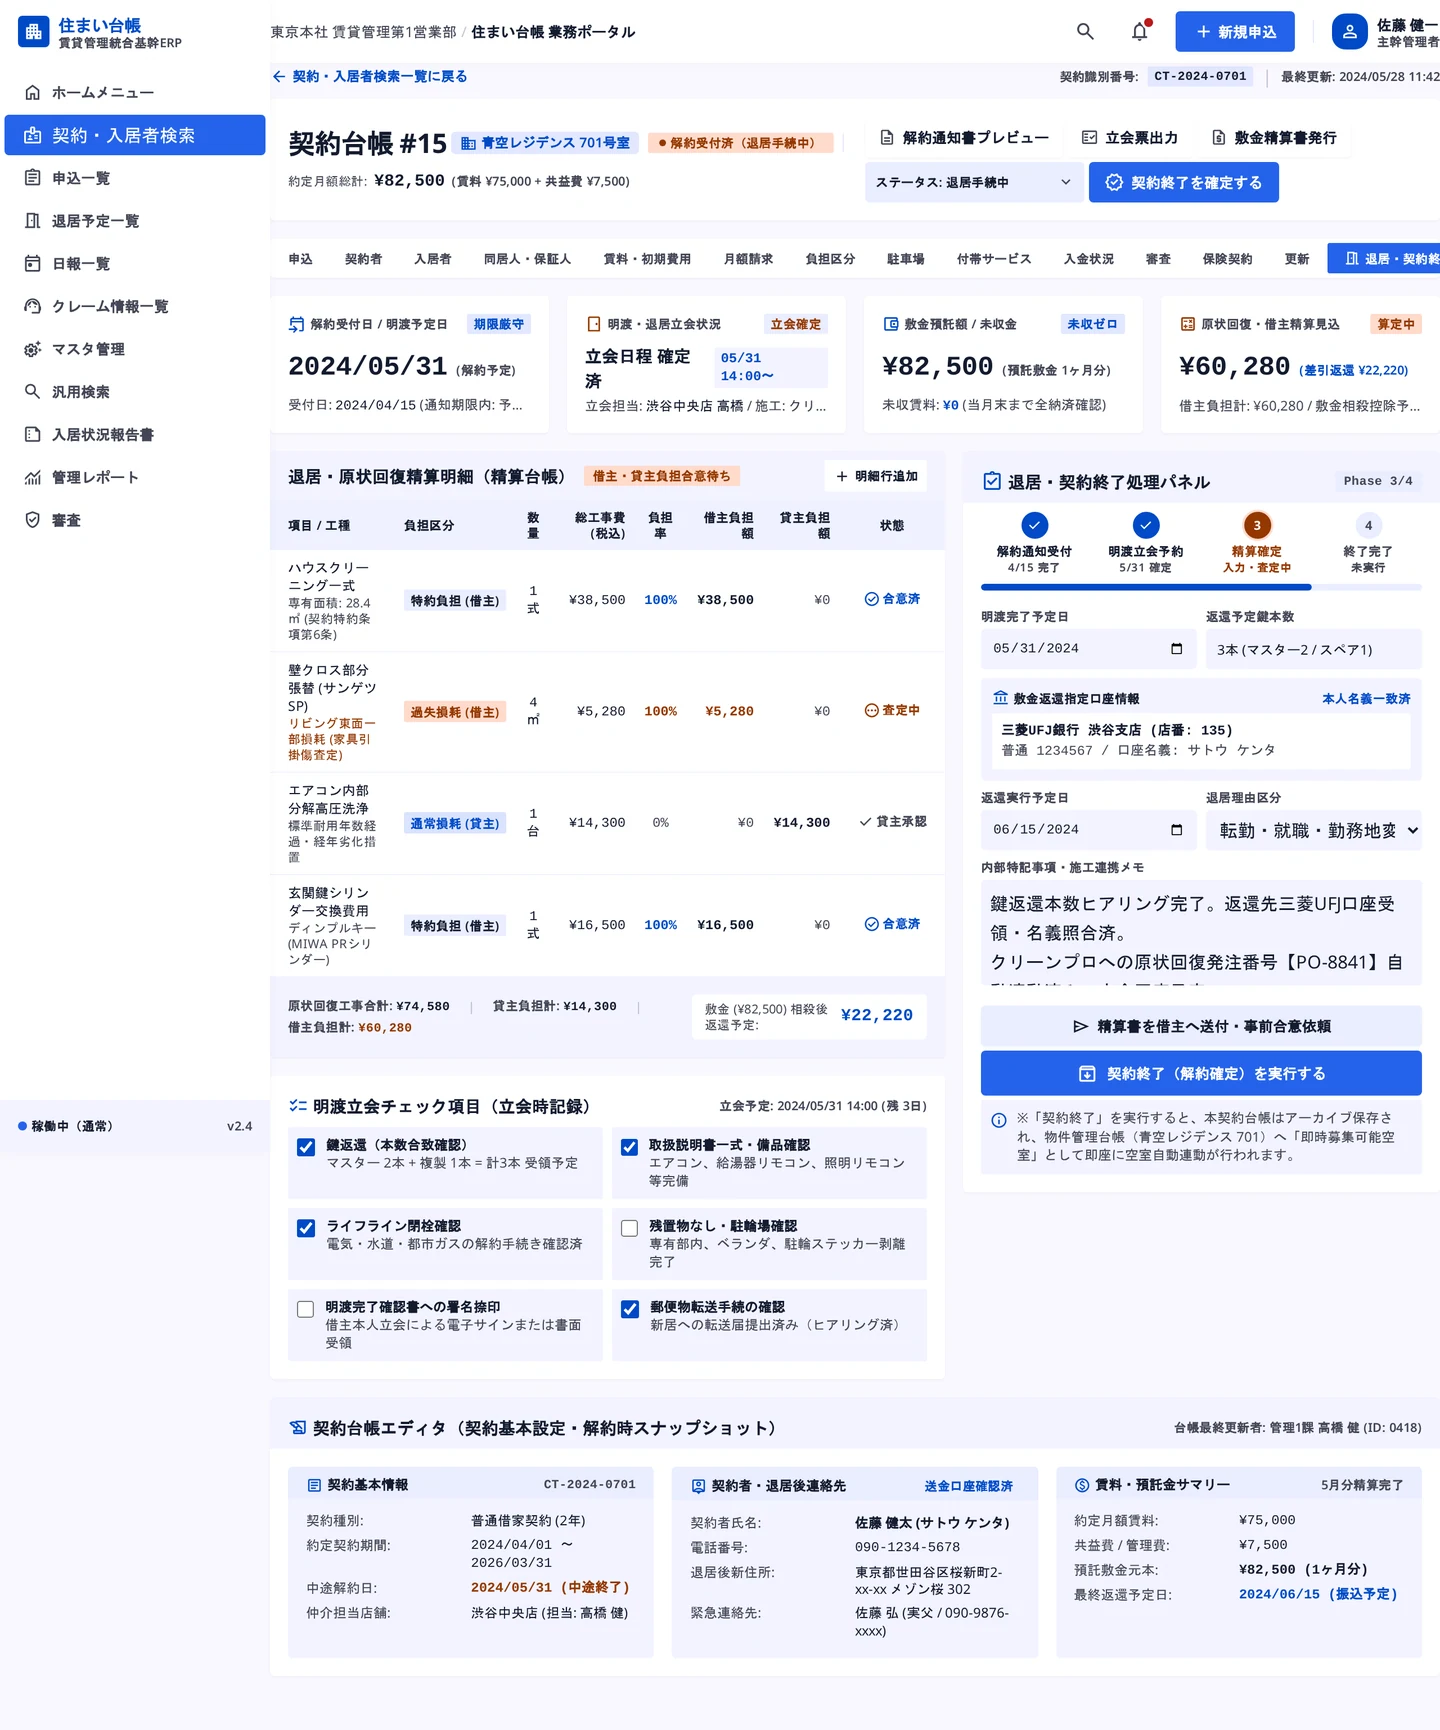 住まい台帳
賃貸管理統合基幹ERP
東京本社 賃貸管理第1営業部 / 住まい台帳 業務ポータル
新規申込
佐藤 健一
主幹管理者
ホームメニュー
契約・入居者検索
申込一覧
退居予定一覧
日報一覧
クレーム情報一覧
マスタ管理
汎用検索
入居状況報告書
管理レポート
審査
稼働中（通常） v2.4
契約・入居者検索一覧に戻る
契約識別番号: CT-2024-0701 最終更新: 2024/05/28 11:42
契約台帳 #15 青空レジデンス 701号室 解約受付済（退居手続中）
約定月額総計: ¥82,500 (賃料 ¥75,000 + 共益費 ¥7,500)
解約通知書プレビュー 立会票出力 敷金精算書発行
ステータス: 退居手続中 契約終了を確定する
申込 契約者 入居者 同居人・保証人 賃料・初期費用 月額請求 負担区分 駐車場 付帯サービス 入金状況 審査 保険契約 更新 退居・契約終
解約受付日 / 明渡予定日 期限厳守
2024/05/31 (解約予定)
受付日: 2024/04/15 (通知期限内: 予...
明渡・退居立会状況 立会確定
立会日程 確定済
05/31 14:00〜
立会担当: 渋谷中央店 高橋 / 施工: クリ...
敷金預託額 / 未収金 未収ゼロ
¥82,500 (預託敷金 1ヶ月分)
未収賃料: ¥0 (当月末まで全納済確認)
原状回復・借主精算見込 算定中
¥60,280 (差引返還 ¥22,220)
借主負担計: ¥60,280 / 敷金相殺控除予...
退居・原状回復精算明細（精算台帳） 借主・貸主負担合意待ち 明細行追加
項目 / 工種 負担区分 数量 総工事費(税込) 負担率 借主負担額 貸主負担額 状態
ハウスクリーニング一式
専有面積: 28.4㎡ (契約特約条項第6条)
特約負担 (借主) 1式 ¥38,500 100% ¥38,500 ¥0 合意済
壁クロス部分張替 (サンゲツSP)
リビング東面一部損耗 (家具引掛傷査定)
過失損耗 (借主) 4㎡ ¥5,280 100% ¥5,280 ¥0 査定中
エアコン内部分解高圧洗浄
標準耐用年数経過・経年劣化措置
通常損耗 (貸主) 1台 ¥14,300 0% ¥0 ¥14,300 貸主承認
玄関鍵シリンダー交換費用
ディンプルキー (MIWA PRシリンダー)
特約負担 (借主) 1式 ¥16,500 100% ¥16,500 ¥0 合意済
原状回復工事合計: ¥74,580 貸主負担計: ¥14,300
借主負担計: ¥60,280
敷金 (¥82,500) 相殺後返還予定: ¥22,220
明渡立会チェック項目（立会時記録） 立会予定: 2024/05/31 14:00 (残 3日)
鍵返還（本数合致確認）
マスター 2本 + 複製 1本 = 計3本 受領予定
取扱説明書一式・備品確認
エアコン、給湯器リモコン、照明リモコン等完備
ライフライン閉栓確認
電気・水道・都市ガスの解約手続き確認済
残置物なし・駐輪場確認
専有部内、ベランダ、駐輪ステッカー剥離完了
明渡完了確認書への署名捺印
借主本人立会による電子サインまたは書面受領
郵便物転送手続の確認
新居への転送届提出済み（ヒアリング済）
退居・契約終了処理パネル Phase 3/4
解約通知受付
4/15 完了
明渡立会予約
5/31 確定
3
精算確定
入力・査定中
4
終了完了
未実行
明渡完了予定日 返還予定鍵本数
05/31/2024 3本 (マスター2 / スペア1)
敷金返還指定口座情報 本人名義一致済
三菱UFJ銀行 渋谷支店 (店番: 135)
普通 1234567 / 口座名義: サトウ ケンタ
返還実行予定日 退居理由区分
06/15/2024 転勤・就職・勤務地変
内部特記事項・施工連携メモ
鍵返還本数ヒアリング完了。返還先三菱UFJ口座受領・名義照合済。
クリーンプロへの原状回復発注番号【PO-8841】自
精算書を借主へ送付・事前合意依頼
契約終了（解約確定）を実行する
※「契約終了」を実行すると、本契約台帳はアーカイブ保存され、物件管理台帳（青空レジデンス 701）へ「即時募集可能空室」として即座に空室自動連動が行われます。
契約台帳エディタ（契約基本設定・解約時スナップショット） 台帳最終更新者: 管理1課 高橋 健 (ID: 0418)
契約基本情報 CT-2024-0701
契約種別: 普通借家契約 (2年)
約定契約期間: 2024/04/01 〜 2026/03/31
中途解約日: 2024/05/31 (中途終了)
仲介担当店舗: 渋谷中央店 (担当: 高橋 健)
契約者・退居後連絡先 送金口座確認済
契約者氏名: 佐藤 健太 (サトウ ケンタ)
電話番号: 090-1234-5678
退居後新住所: 東京都世田谷区桜新町2-xx-xx メゾン桜 302
緊急連絡先: 佐藤 弘 (実父 / 090-9876-xxxx)
賃料・預託金サマリー 5月分精算完了
約定月額賃料: ¥75,000
共益費 / 管理費: ¥7,500
預託敷金元本: ¥82,500 (1ヶ月分)
最終返還予定日: 2024/06/15 (振込予定)